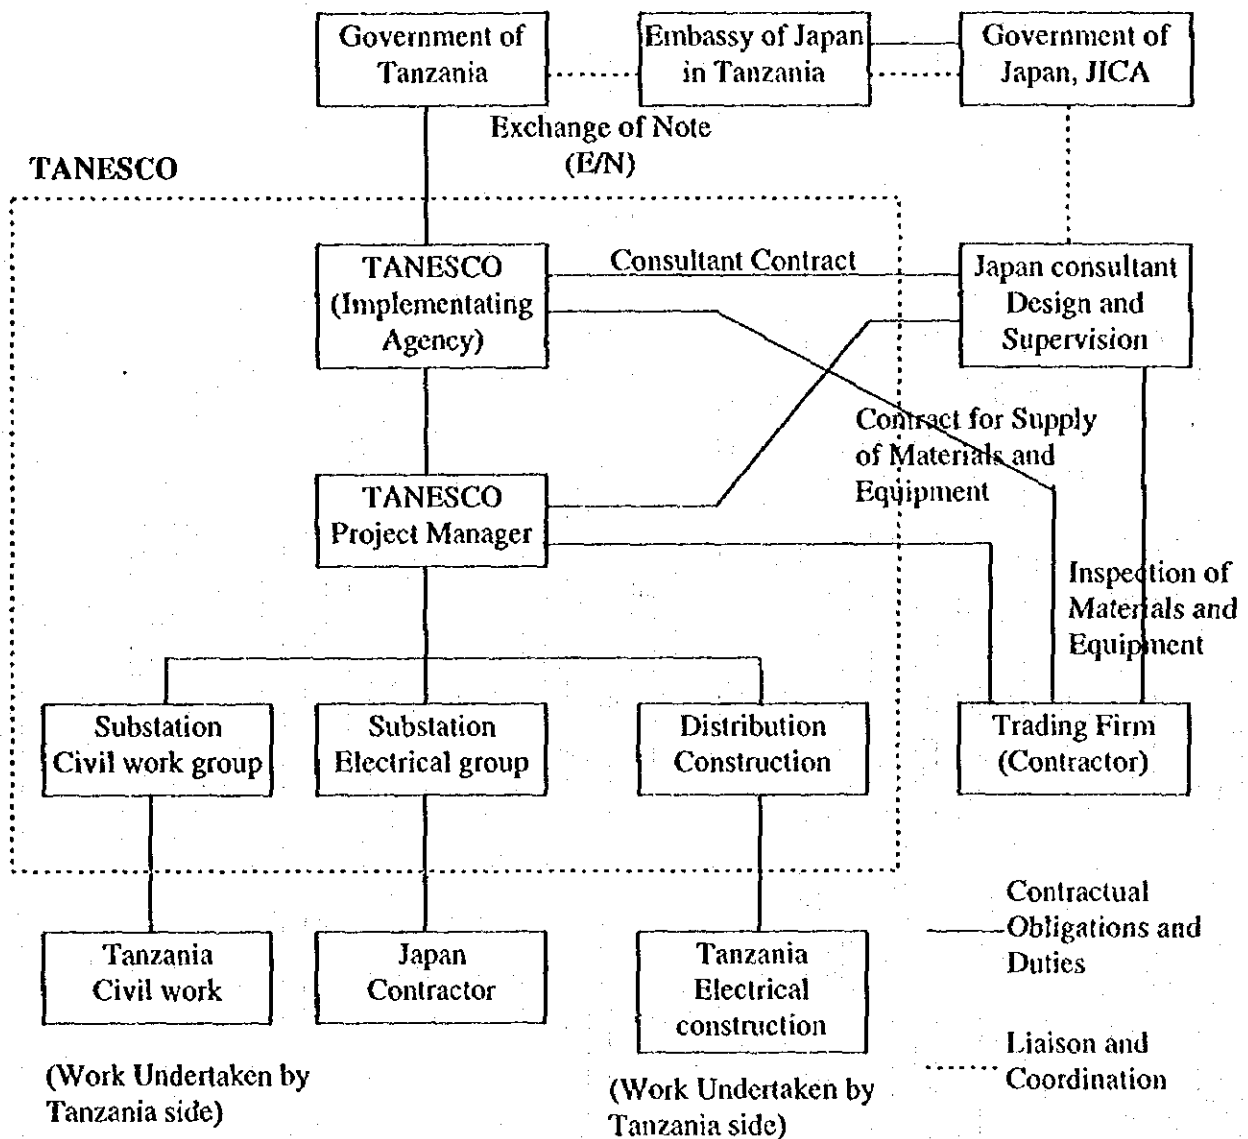 Government of
Tanzania
Embassy of Japan
in Tanzania
Government of
Japan, JICA
Exchange of Note
(E/N)
TANESCO
TANESCO
(Implementating
Agency)
Consultant Contract
Japan consultant
Design and
Supervision
Contract for Supply
of Materials and
Equipment
TANESCO
Project Manager
Inspection of
Materials and
Equipment
Substation
Civil work group
Substation
Electrical group
Distribution
Construction
Trading Firm
(Contractor)
Tanzania
Civil work
Japan
Contractor
Tanzania
Electrical
construction
Contractual
Obligations and
Duties
Liaison and
Coordination
(Work Undertaken by
Tanzania side)
(Work Undertaken by
Tanzania side)